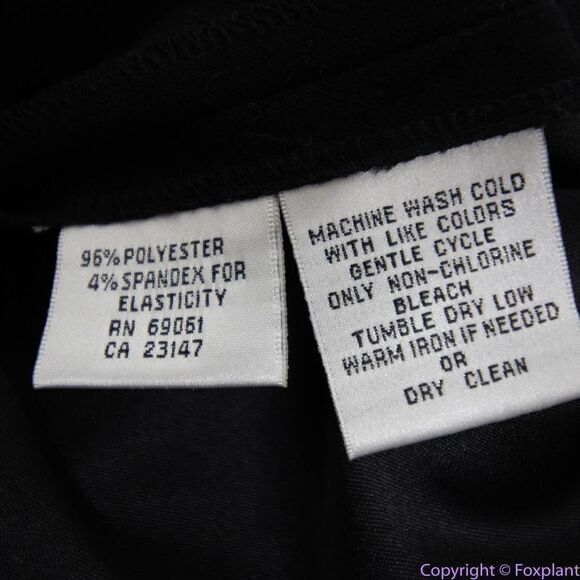 96% POLYESTER
4% SPANDEX FOR
ELASTICITY
RN 69061
CA 23147
MACHINE WASH COLD
WITH LIKE COLORS
GENTLE CYCLE
ONLY NON-CHLORINE
BLEACH
TUMBLE DRY LOW
WARM IRON IF NEEDED
OR
DRY CLEAN
Copyright © Foxplant